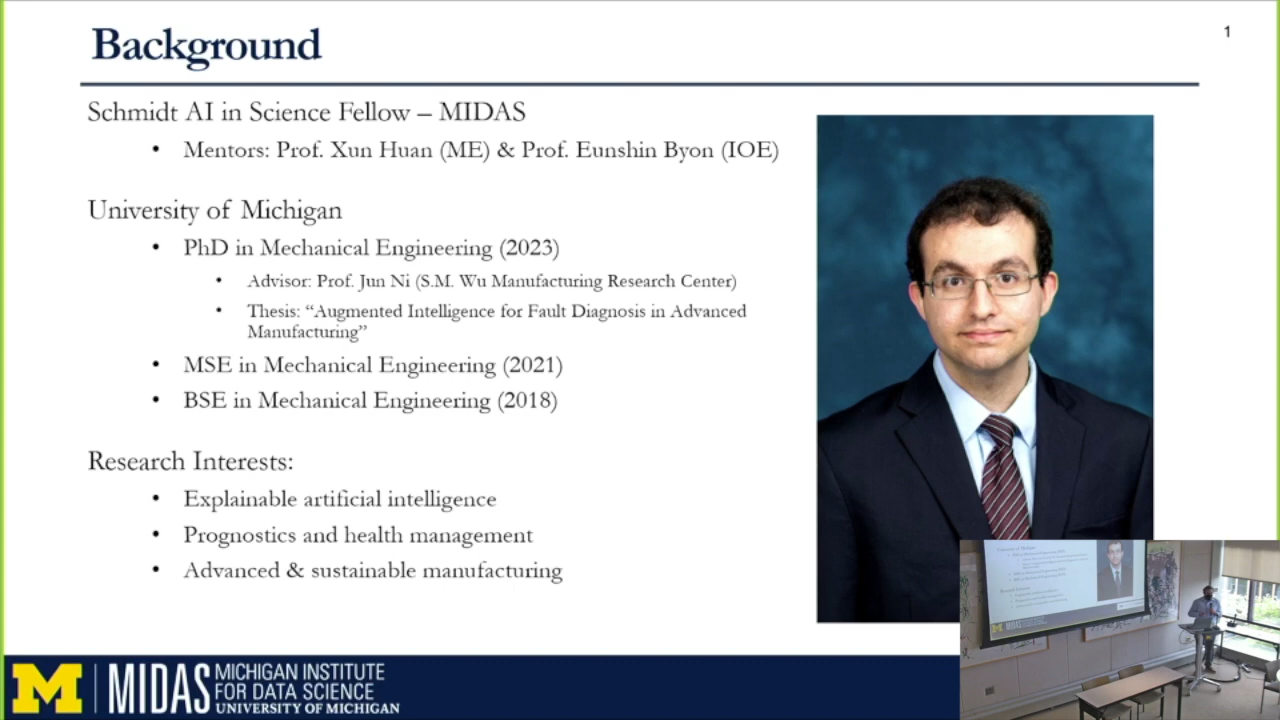 Background
1
Schmidt AI in Science Fellow – MIDAS
• Mentors: Prof. Xun Huan (ME) & Prof. Eunshin Byon (IOE)
University of Michigan
• PhD in Mechanical Engineering (2023)
• Advisor: Prof. Jun Ni (S.M. Wu Manufacturing Research Center)
• Thesis: “Augmented Intelligence for Fault Diagnosis in Advanced
Manufacturing”
• MSE in Mechanical Engineering (2021)
• BSE in Mechanical Engineering (2018)
Research Interests:
• Explainable artificial intelligence
• Prognostics and health management
• Advanced & sustainable manufacturing
M
MIDAS
MICHIGAN INSTITUTE
FOR DATA SCIENCE
UNIVERSITY OF MICHIGAN
MIDAS